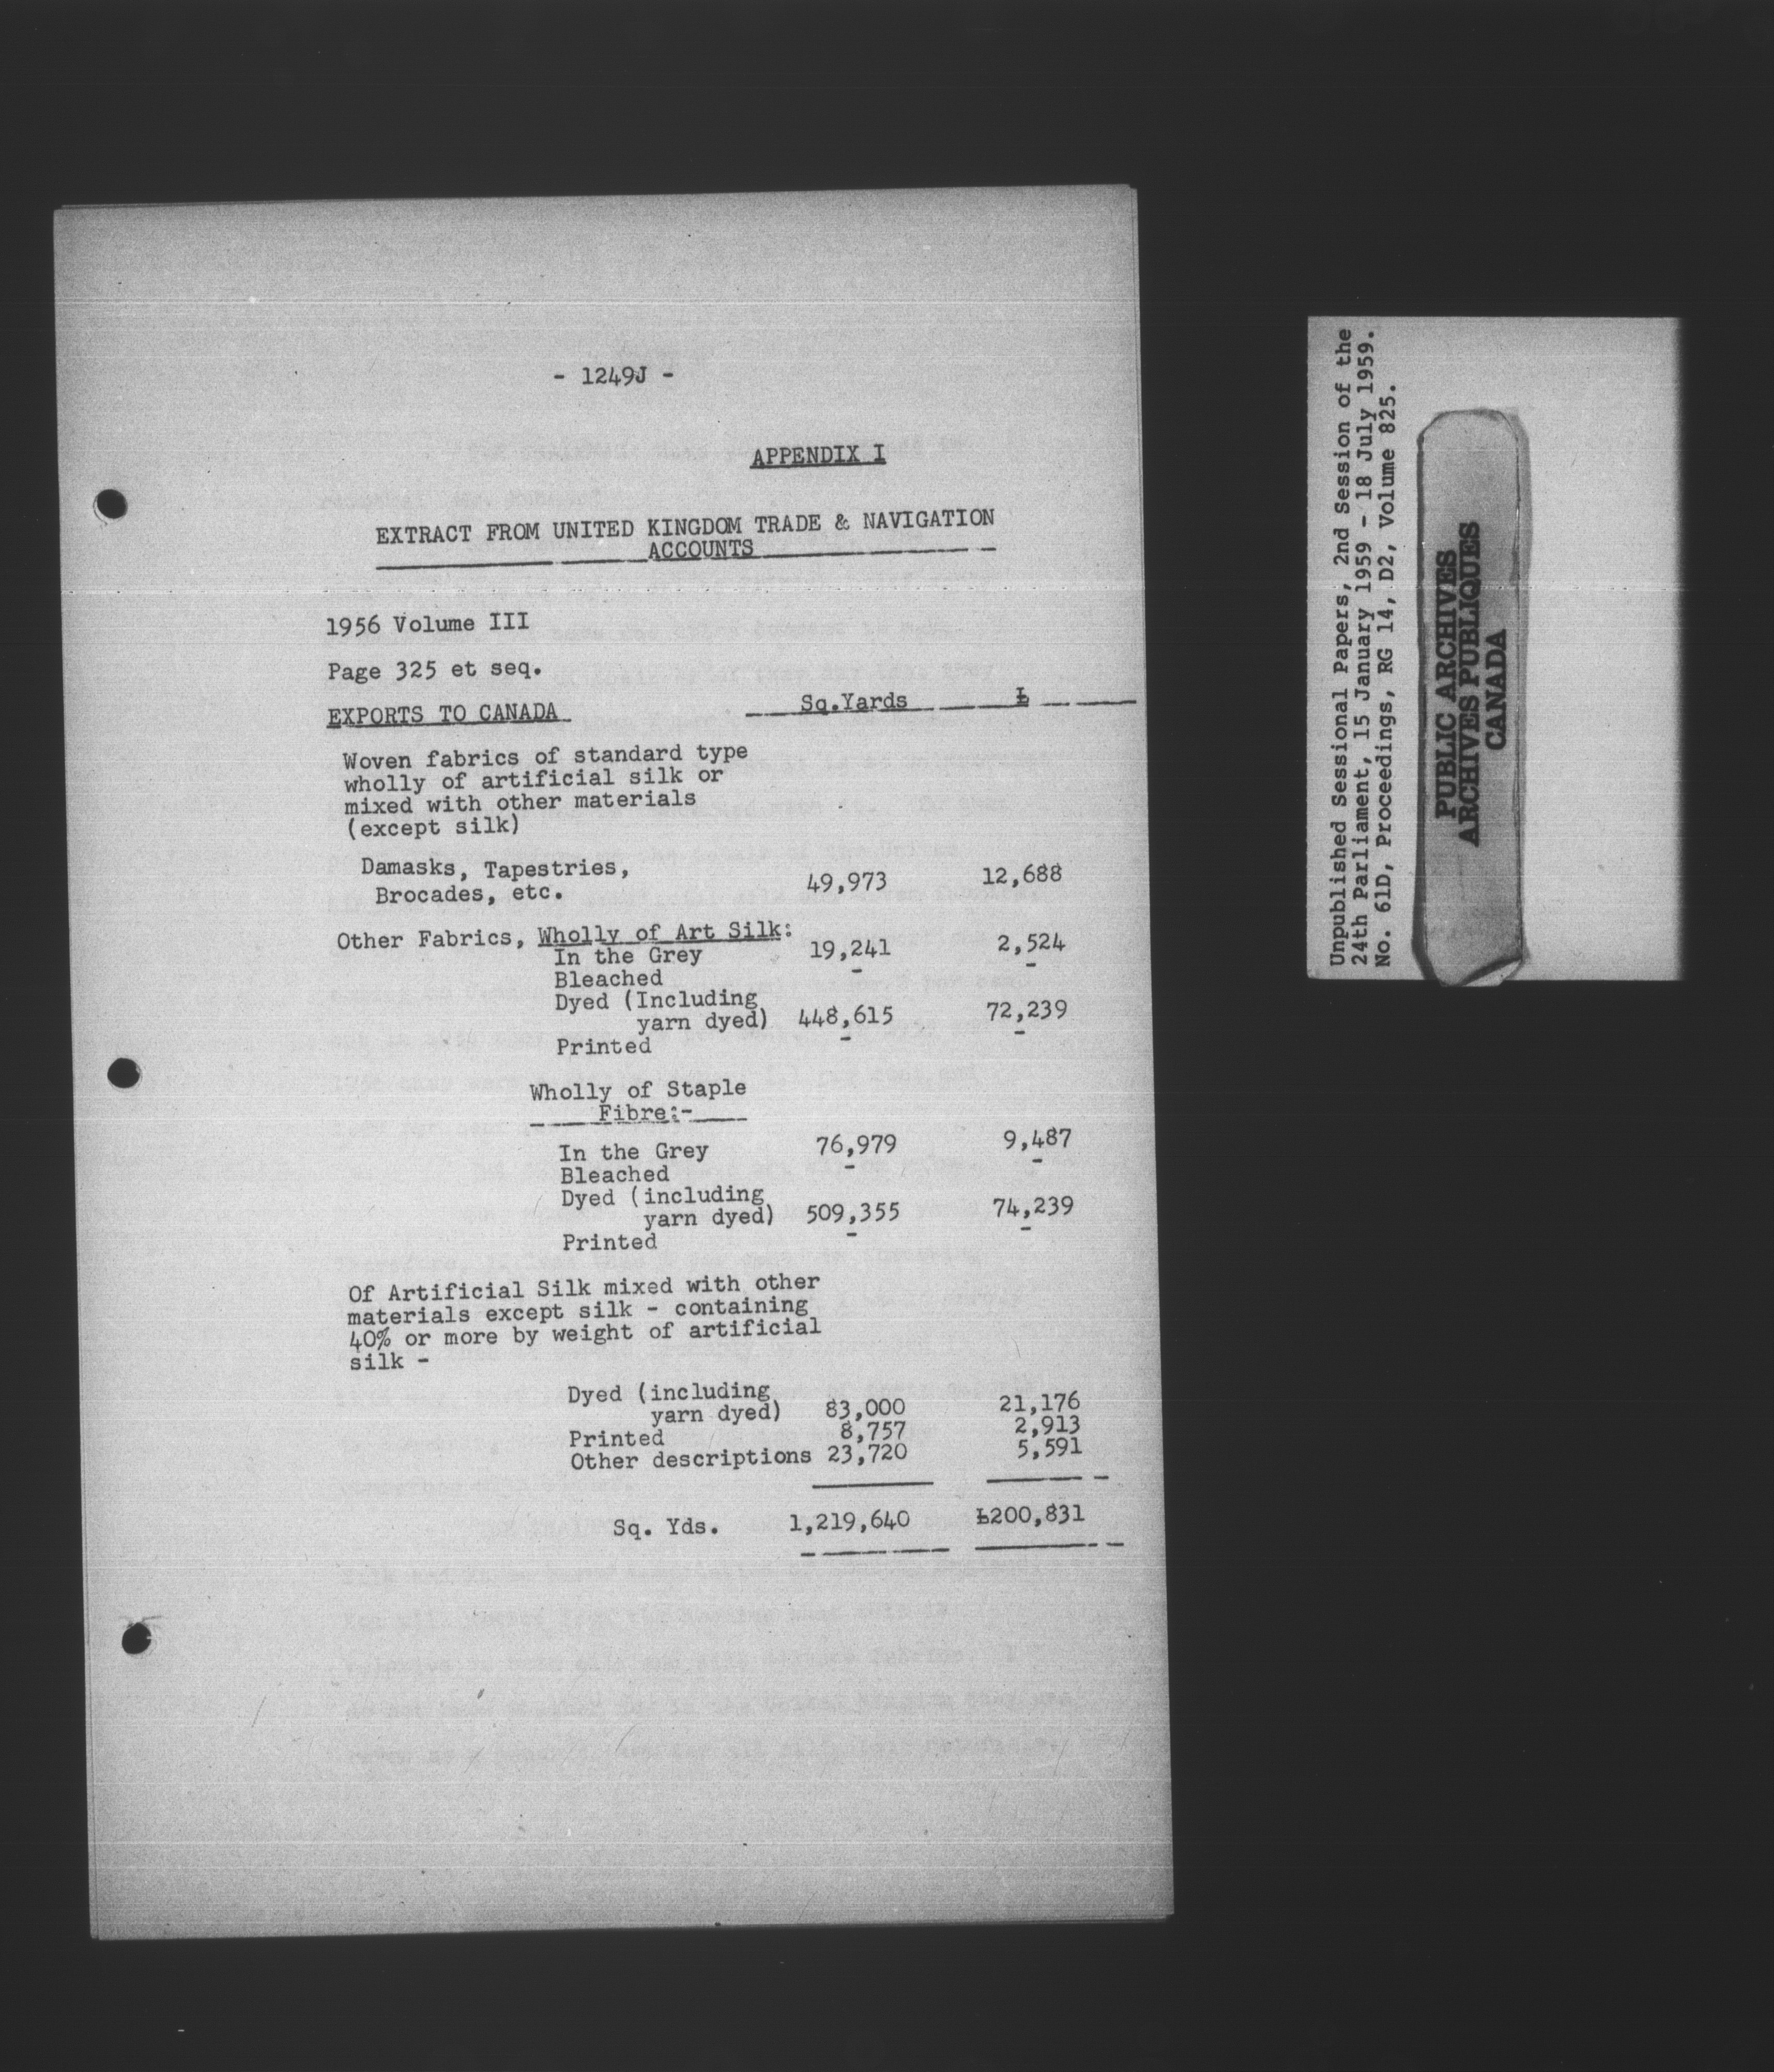 - 1249J -
APPENDIX I
EXTRACT FROM UNITED KINGDOM TRADE & NAVIGATION
ACCOUNTS
1956 Volume III
Page 325 et seq.
EXPORTS TO CANADA Sq.Yards £
Woven fabrics of standard type
wholly of artificial silk or
mixed with other materials
(except silk)
Damasks, Tapestries,
Brocades, etc. 49,973 12,688
Other Fabrics, Wholly of Art Silk:
In the Grey 19,241 2,524
Bleached - -
Dyed (Including
yarn dyed) 448,615 72,239
Printed - -
Wholly of Staple
Fibre:-
In the Grey 76,979 9,487
Bleached - -
Dyed (including
yarn dyed) 509,355 74,239
Printed - -
Of Artificial Silk mixed with other
materials except silk - containing
40% or more by weight of artificial
silk -
Dyed (including
yarn dyed) 83,000 21,176
Printed 8,757 2,913
Other descriptions 23,720 5,591
Sq. Yds. 1,219,640 £200,831
Unpublished Sessional Papers, 2nd Session of the
24th Parliament, 15 January 1959 - 18 July 1959.
No. 61D, Proceedings, RG 14, D2, Volume 825.
PUBLIC ARCHIVES
ARCHIVES PUBLIQUES
CANADA